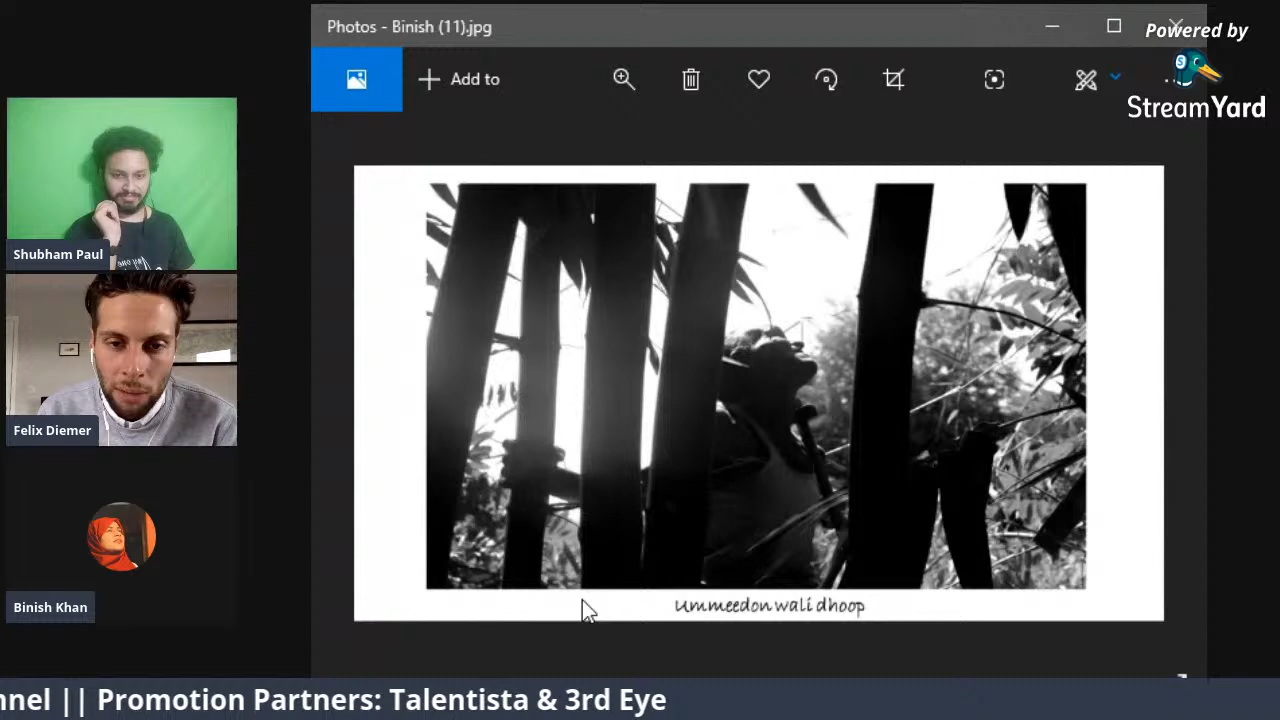 Photos - Binish (11).jpg
Powered by
StreamYard
Add to
Shubham Paul
Felix Diemer
Binish Khan
Ummeedon wali dhoop
nnel || Promotion Partners: Talentista & 3rd Eye